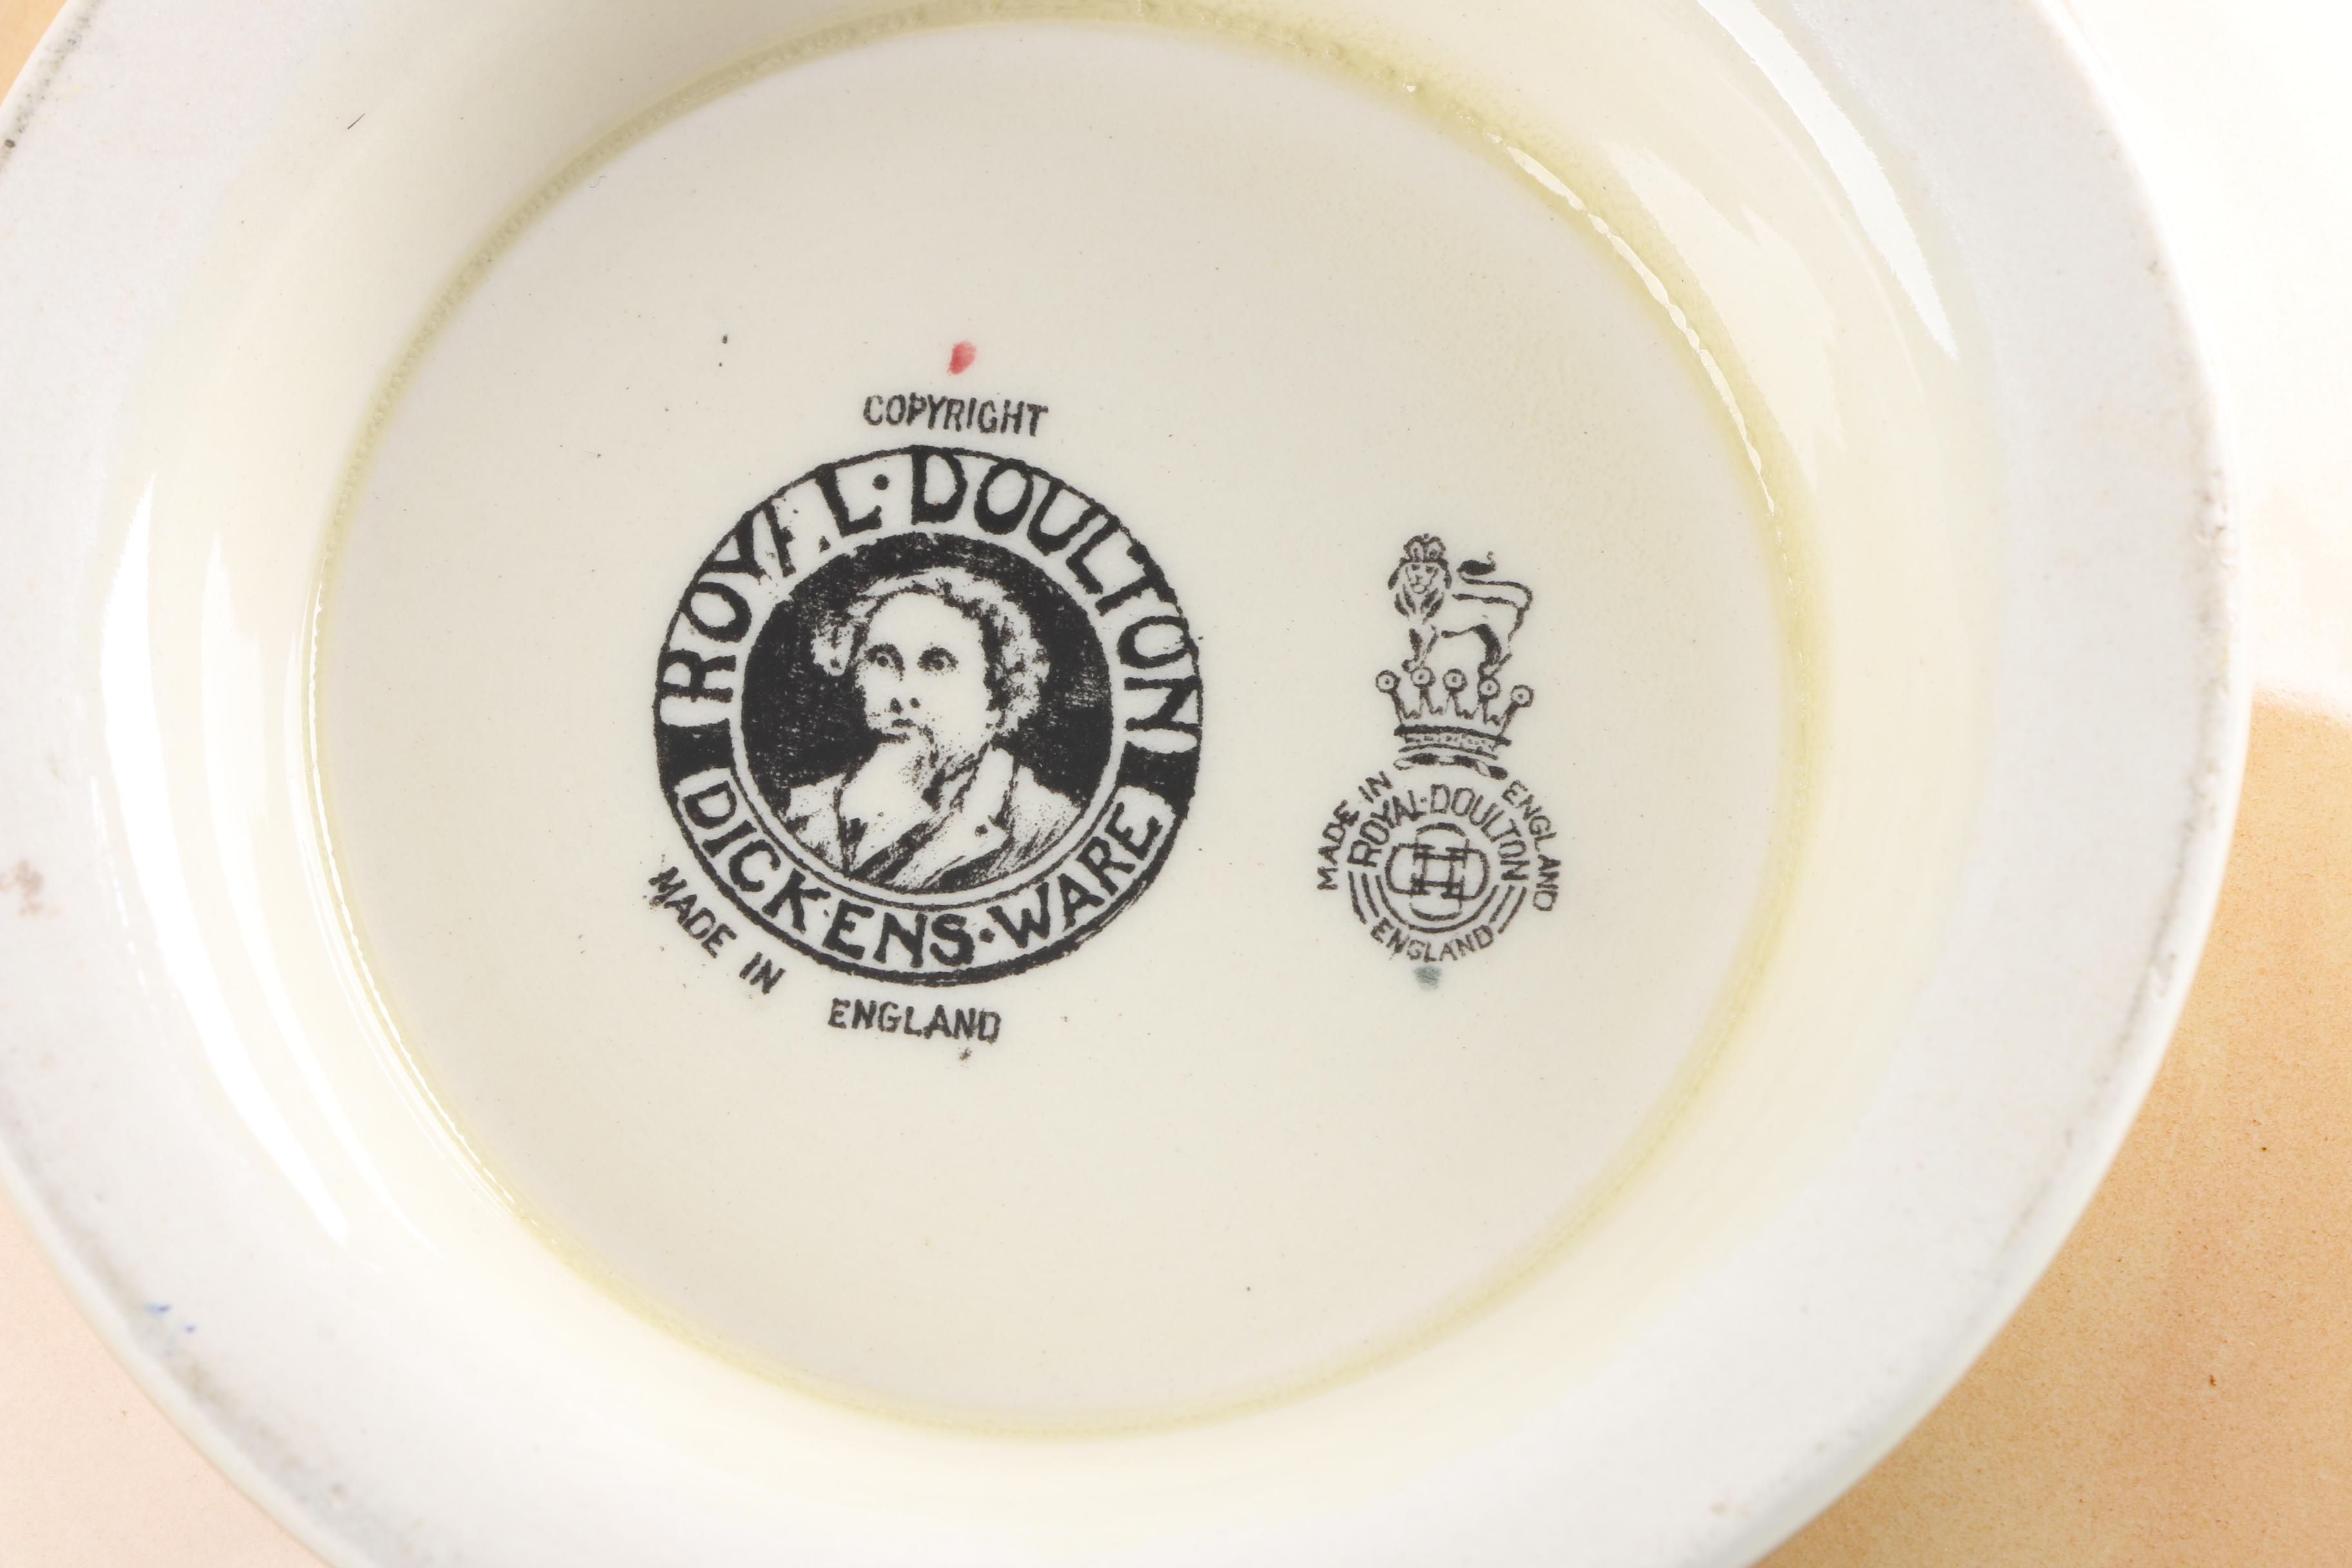 COPYRIGHT
ROYAL·DOULTON
DICKENS·WARE
MADE IN ENGLAND
MADE IN ENGLAND
ROYAL·DOULTON
ENGLAND